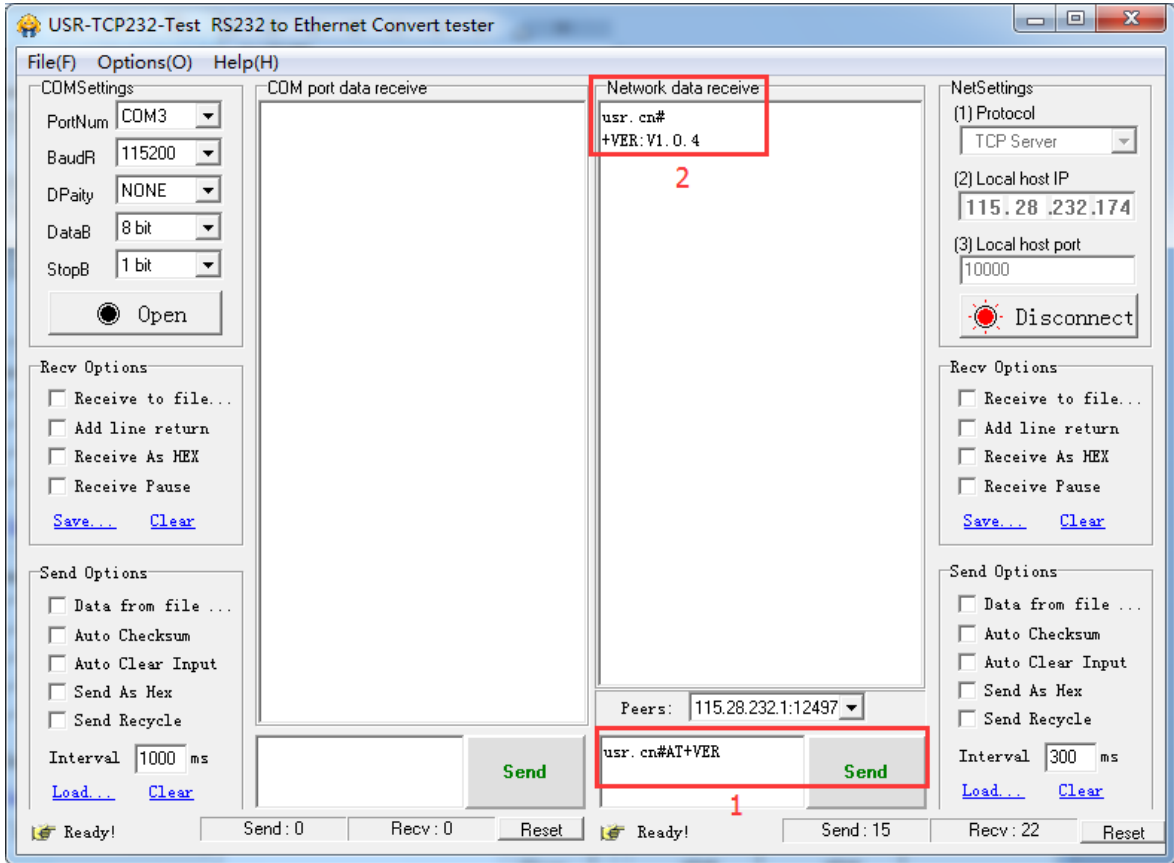 USR-TCP232-Test RS232 to Ethernet Convert tester
File(F) Options(O) Help(H)
COMSettings
PortNum COM3
BaudR 115200
DPaity NONE
DataB 8 bit
StopB 1 bit
Open
Recv Options
Receive to file...
Add line return
Receive As HEX
Receive Pause
Save... Clear
Send Options
Data from file ...
Auto Checksum
Auto Clear Input
Send As Hex
Send Recycle
Interval 1000 ms
Load... Clear
COM port data receive
Send
Network data receive
usr.cn#
+VER:V1.0.4
2
Peers: 115.28.232.1:12497
usr.cn#AT+VER
Send
1
NetSettings
(1) Protocol
TCP Server
(2) Local host IP
115.28.232.174
(3) Local host port
10000
Disconnect
Recv Options
Receive to file...
Add line return
Receive As HEX
Receive Pause
Save... Clear
Send Options
Data from file ...
Auto Checksum
Auto Clear Input
Send As Hex
Send Recycle
Interval 300 ms
Load... Clear
Ready! Send : 0 Recv : 0 Reset
Ready! Send : 15 Recv : 22 Reset